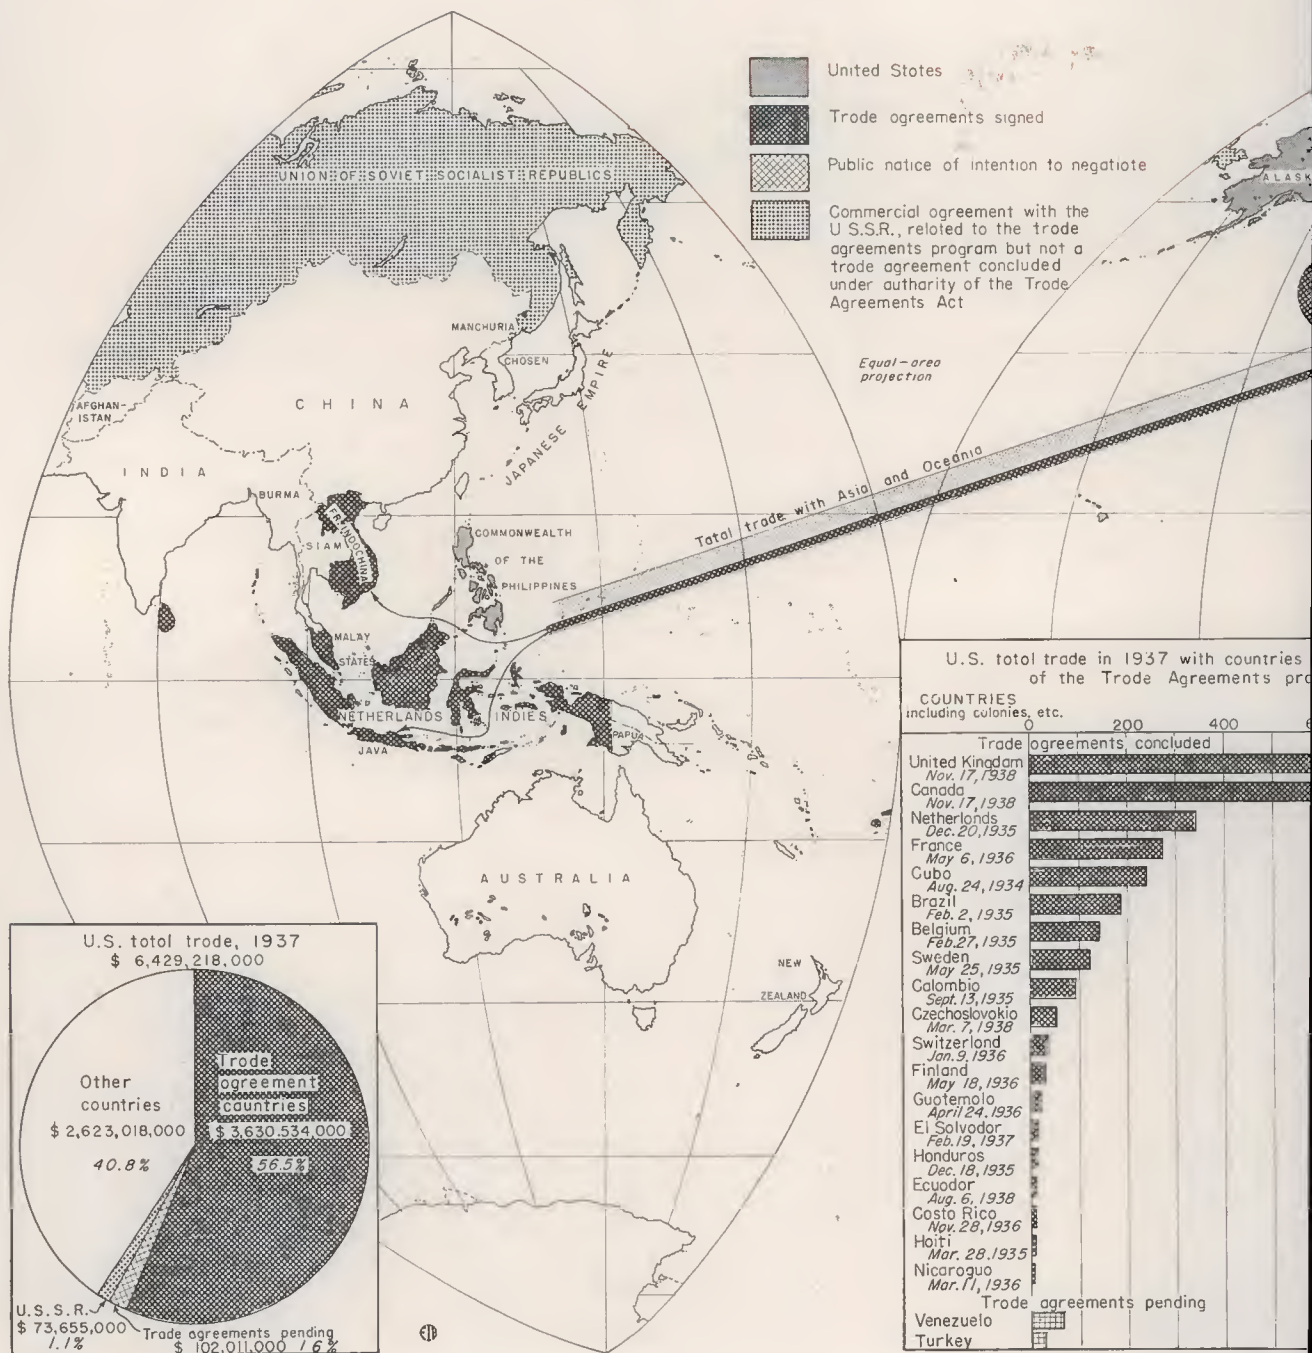 United States
Trade agreements signed
Public notice of intention to negotiate
Commercial agreement with the
U.S.S.R., related to the trade
agreements program but not a
trade agreement concluded
under authority of the Trade
Agreements Act
ALASK
Equal-area
projection
UNION OF SOVIET SOCIALIST REPUBLICS
MANCHURIA
CHOSEN
JAPANESE EMPIRE
AFGHAN-
ISTAN
CHINA
INDIA
BURMA
SIAM
FR. INDOCHINA
COMMONWEALTH
OF THE
PHILIPPINES
Total trade with Asia and Oceania
MALAY
STATES
NETHERLANDS INDIES
JAVA
PAPUA
AUSTRALIA
NEW
ZEALAND
U.S. total trade in 1937 with countries
of the Trade Agreements pro
COUNTRIES
including colonies, etc.
0 200 400
Trade agreements concluded
United Kingdom
Nov. 17, 1938
Canada
Nov. 17, 1938
Netherlands
Dec. 20, 1935
France
May 6, 1936
Cuba
Aug. 24, 1934
Brazil
Feb. 2, 1935
Belgium
Feb. 27, 1935
Sweden
May 25, 1935
Colombia
Sept. 13, 1935
Czechoslovakia
Mar. 7, 1938
Switzerland
Jan. 9, 1936
Finland
May 18, 1936
Guatemala
April 24, 1936
El Salvador
Feb. 19, 1937
Honduras
Dec. 18, 1935
Ecuador
Aug. 6, 1938
Costa Rica
Nov. 28, 1936
Haiti
Mar. 28, 1935
Nicaragua
Mar. 11, 1936
Trade agreements pending
Venezuela
Turkey
U.S. total trade, 1937
$ 6,429,218,000
Other
countries
$ 2,623,018,000
40.8%
Trade
agreement
countries
$ 3,630,534,000
56.5%
U.S.S.R.
$ 73,655,000
1.1%
Trade agreements pending
$ 102,011,000 1.6%